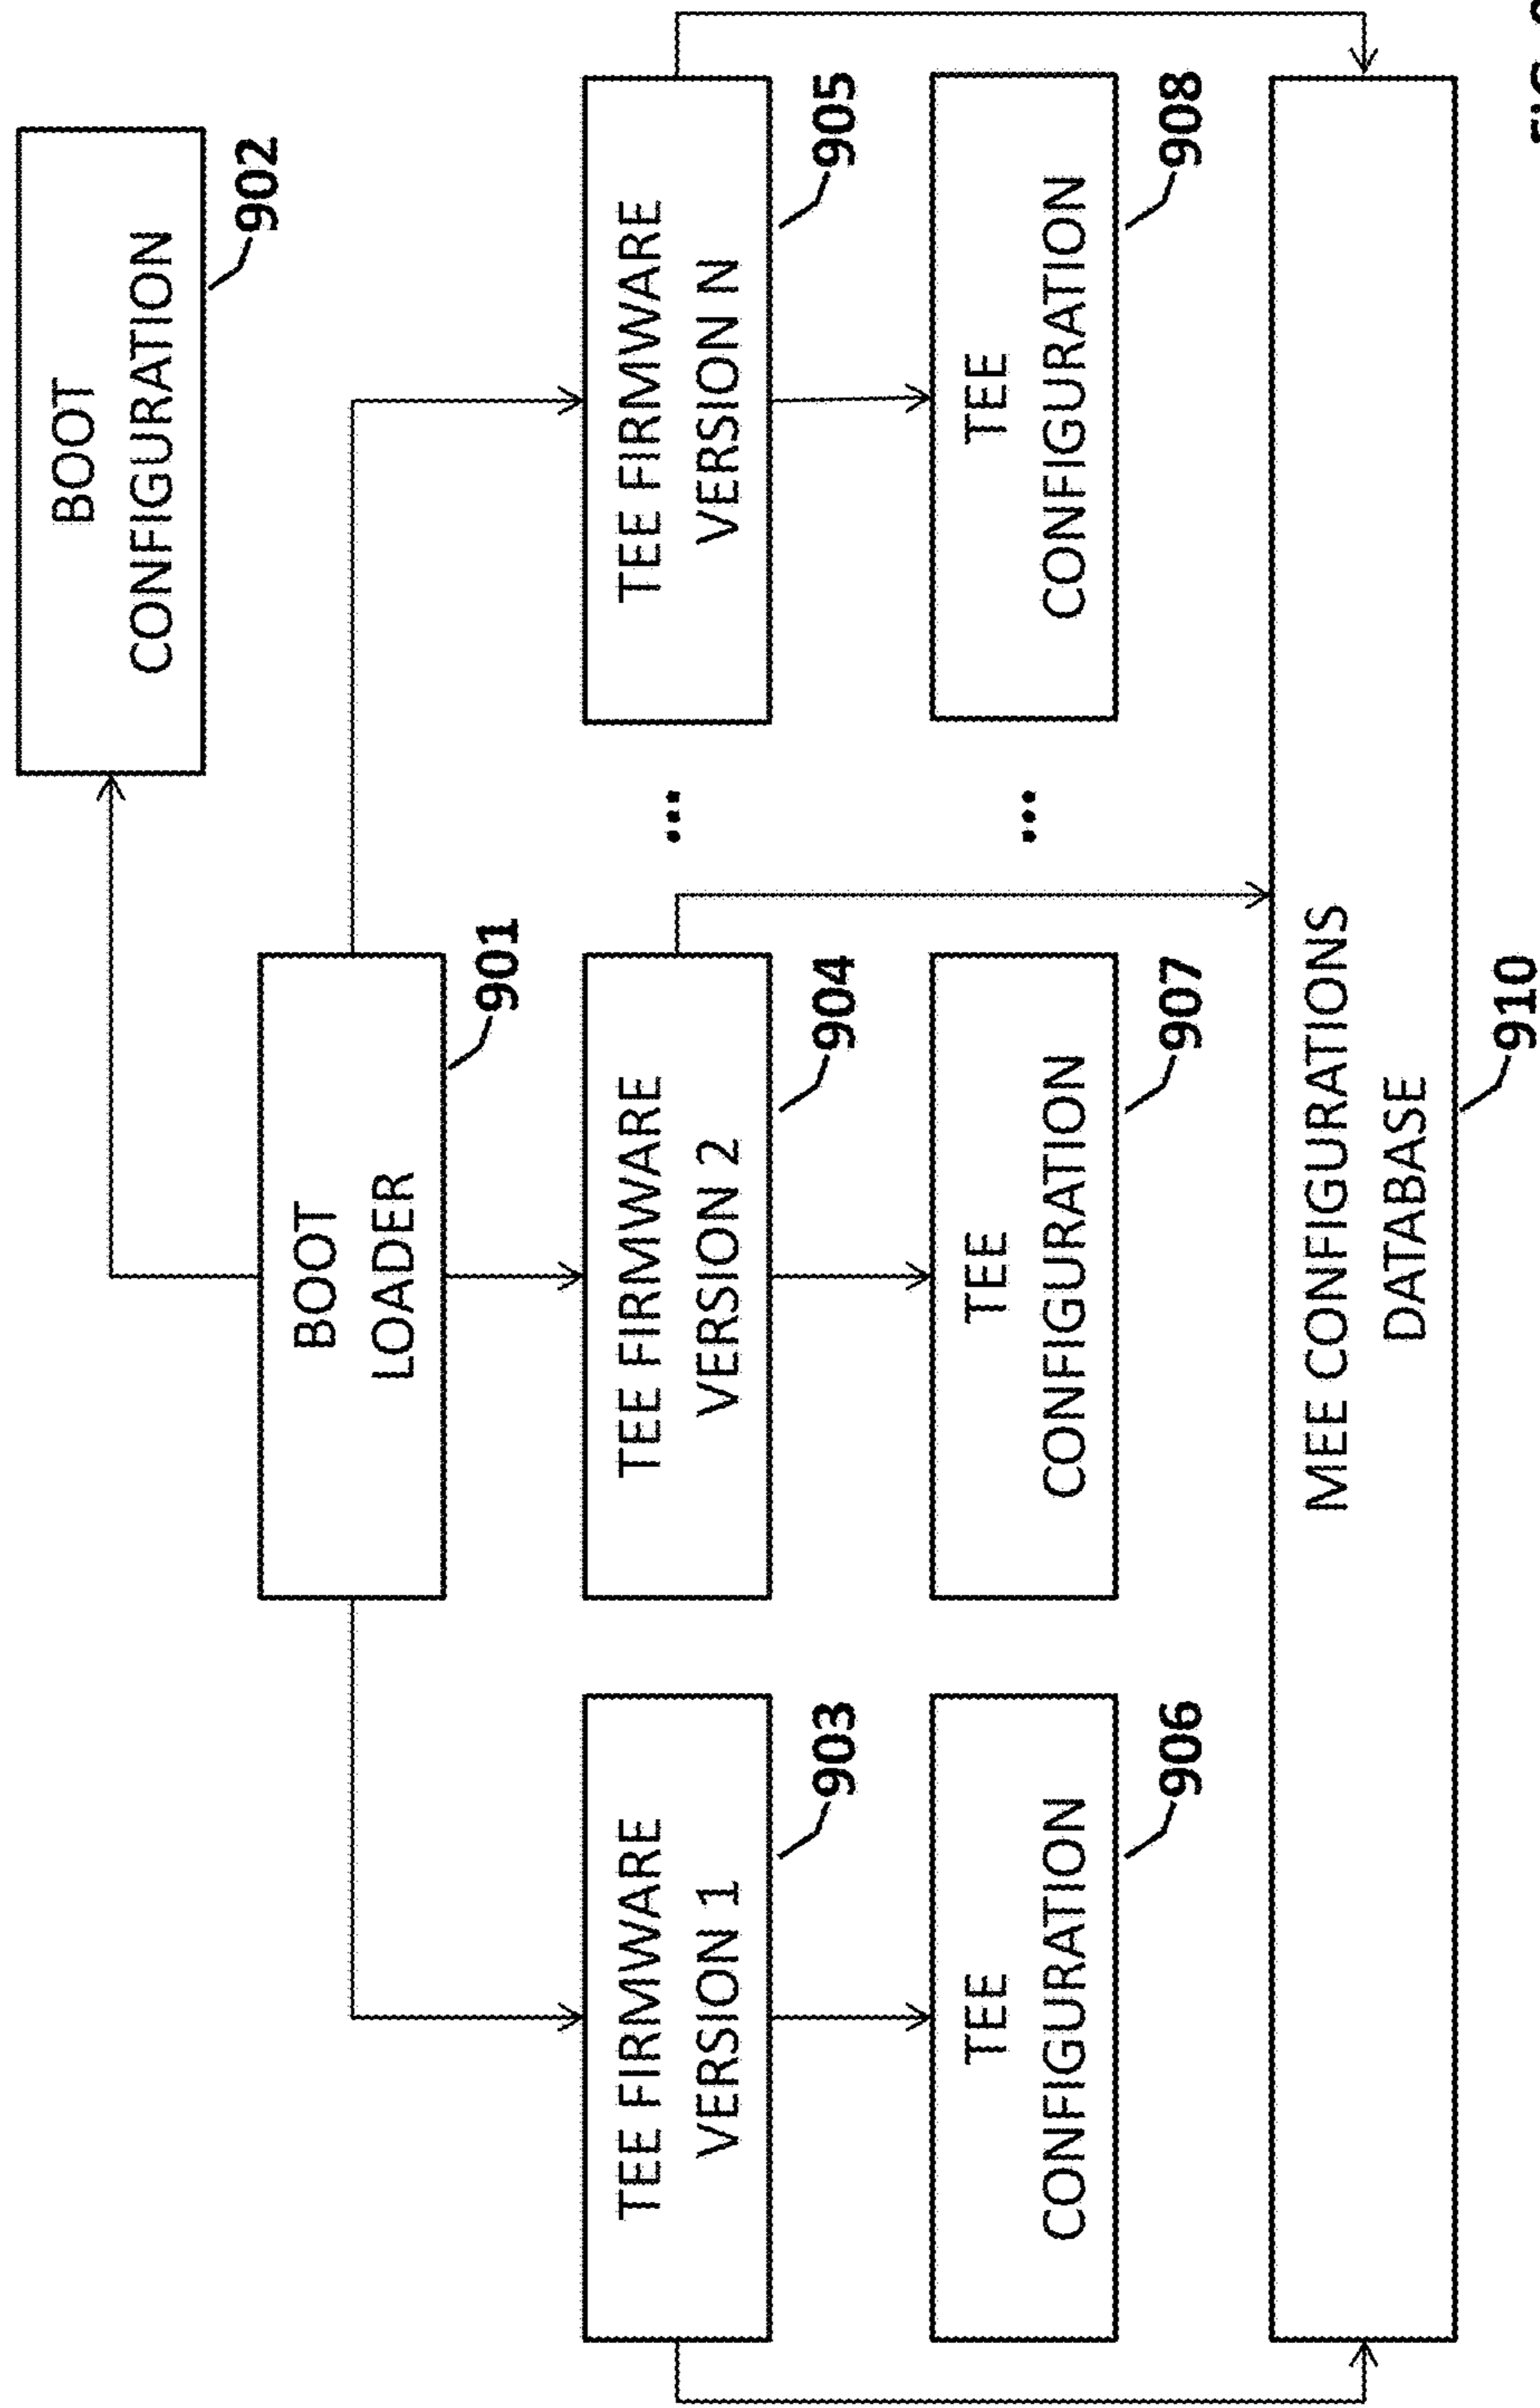 BOOT
CONFIGURATION
902
BOOT
LOADER
901
TEE FIRMWARE
VERSION 1
903
TEE FIRMWARE
VERSION 2
904
...
TEE FIRMWARE
VERSION N
905
TEE
CONFIGURATION
906
TEE
CONFIGURATION
907
...
TEE
CONFIGURATION
908
MEE CONFIGURATIONS
DATABASE
910